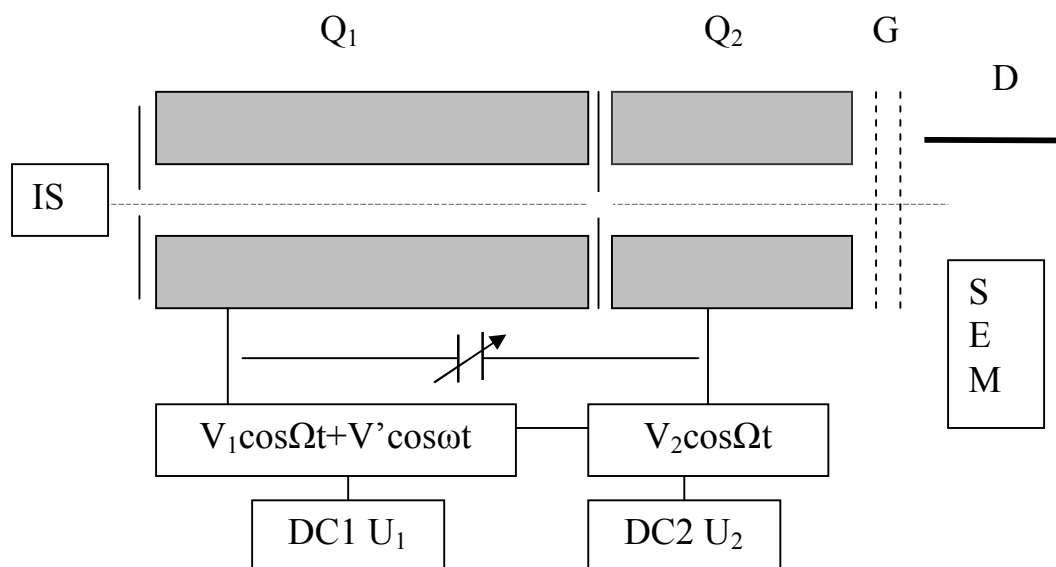 Q₁ Q₂ G
D
IS
S
E
M
V₁cosΩt+V’cosωt V₂cosΩt
DC1 U₁ DC2 U₂